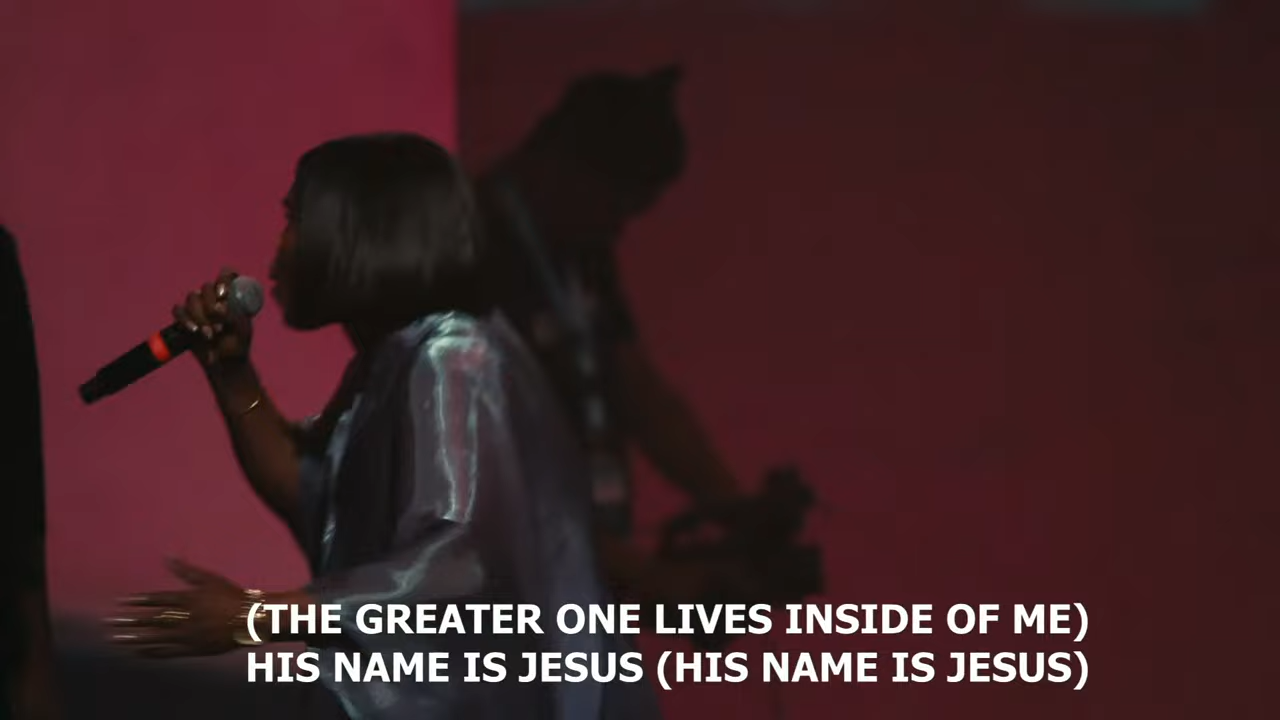 (THE GREATER ONE LIVES INSIDE OF ME)
HIS NAME IS JESUS (HIS NAME IS JESUS)